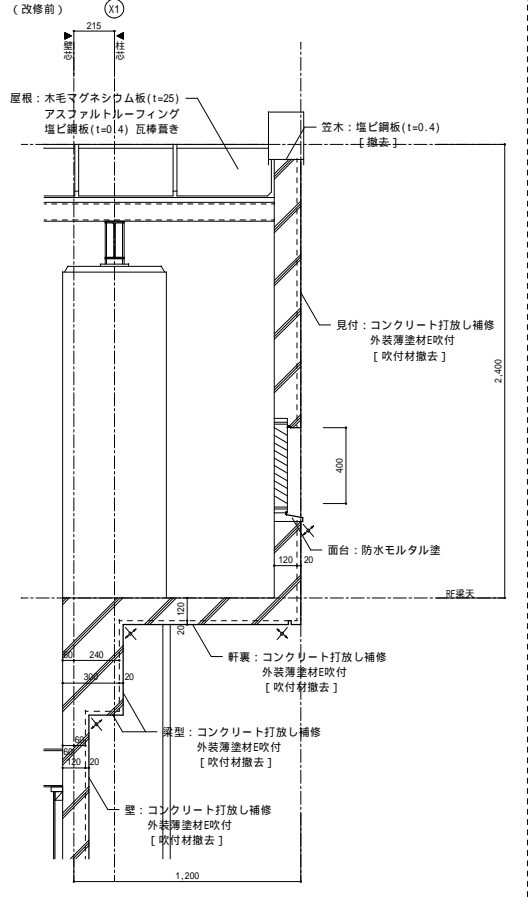 (改修前)
X1
215
壁芯
柱芯
屋根:木毛マグネシウム板(t=25)
アスファルトルーフィング
塩ビ鋼板(t=0.4) 瓦棒葺き
笠木:塩ビ鋼板(t=0.4)
[ 撤去 ]
見付:コンクリート打放し補修
外装薄塗材E吹付
[ 吹付材撤去 ]
2,400
400
120
20
面台:防水モルタル塗
RF梁天
120
20
60
240
300
20
軒裏:コンクリート打放し補修
外装薄塗材E吹付
[ 吹付材撤去 ]
梁型:コンクリート打放し補修
外装薄塗材E吹付
[ 吹付材撤去 ]
60
60
120
20
壁:コンクリート打放し補修
外装薄塗材E吹付
[ 吹付材撤去 ]
1,200